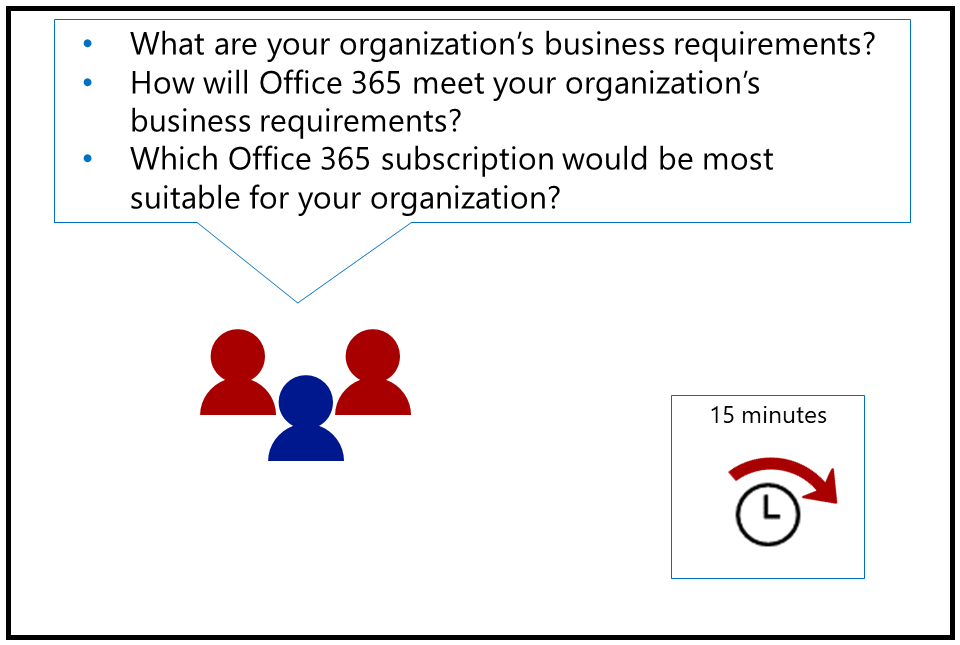 • What are your organization’s business requirements?
• How will Office 365 meet your organization’s
business requirements?
• Which Office 365 subscription would be most
suitable for your organization?
15 minutes